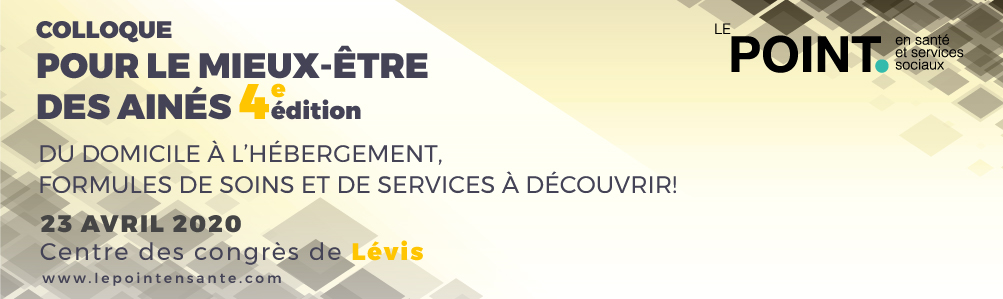 COLLOQUE
POUR LE MIEUX-ÊTRE
DES AINÉS 4e édition
DU DOMICILE À L'HÉBERGEMENT,
FORMULES DE SOINS ET DE SERVICES À DÉCOUVRIR!
23 AVRIL 2020
Centre des congrès de Lévis
www.lepointensante.com
LE
POINT.
en santé
et services
sociaux